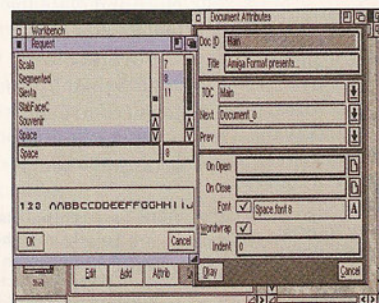 Workbench
Request
Scala
Segmented
Siesta
SlabFaceC
Souvenir
Space
7
8
11
Space
8
123 AABBCCDDEEFFGGHHIIJ
OK
Cancel
Edit
Add
Attrib
Document Attributes
Doc ID Main
Title Amiga Format presents...
TOC Main
Next Document_0
Prev
On Open
On Close
Font Space.font 8 A
Wordwrap
Indent 0
Okay
Cancel